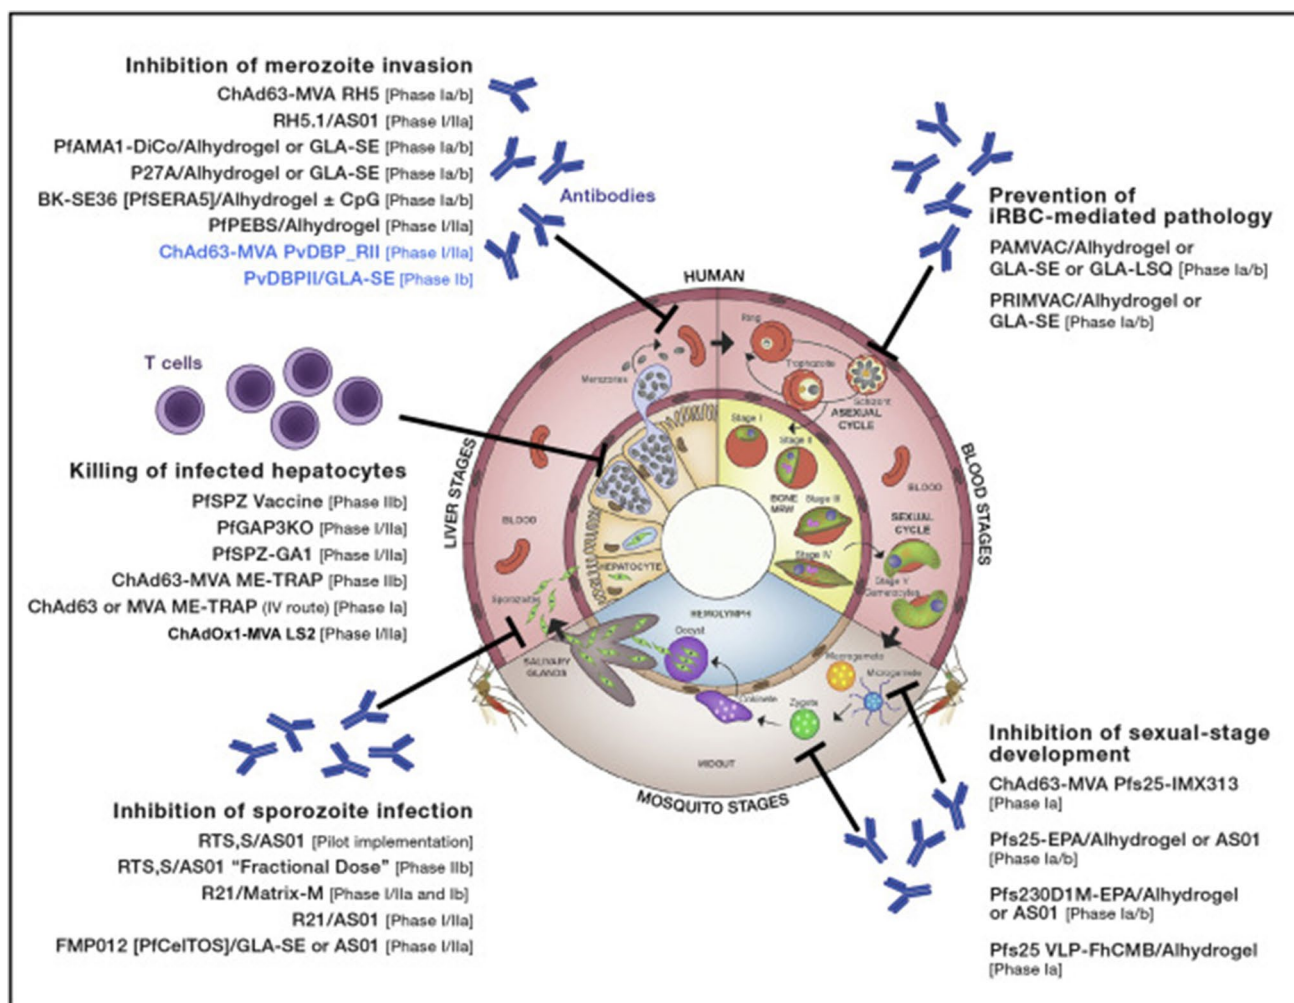 Inhibition of merozoite invasion
ChAd63-MVA RH5 [Phase Ia/b]
RH5.1/AS01 [Phase I/IIa]
PfAMA1-DiCo/Alhydrogel or GLA-SE [Phase Ia/b]
P27A/Alhydrogel or GLA-SE [Phase Ia/b]
BK-SE36 [PfSERA5]/Alhydrogel ± CpG [Phase Ia/b]
PfPEBS/Alhydrogel [Phase I/IIa]
ChAd63-MVA PvDBP_RII [Phase I/IIa]
PvDBPII/GLA-SE [Phase Ib]
Antibodies
Prevention of
iRBC-mediated pathology
PAMVAC/Alhydrogel or
GLA-SE or GLA-LSQ [Phase Ia/b]
PRIMVAC/Alhydrogel or
GLA-SE [Phase Ia/b]
T cells
Killing of infected hepatocytes
PfSPZ Vaccine [Phase IIb]
PfGAP3KO [Phase I/IIa]
PfSPZ-GA1 [Phase I/IIa]
ChAd63-MVA ME-TRAP [Phase IIb]
ChAd63 or MVA ME-TRAP (IV route) [Phase Ia]
ChAdOx1-MVA LS2 [Phase I/IIa]
HUMAN
LIVER STAGES
BLOOD STAGES
MOSQUITO STAGES
Merozoites
Ring
Trophozoite
Schizont
ASEXUAL
CYCLE
Stage I
Stage II
BONE
MRW
Stage III
Stage IV
BLOOD
SEXUAL
CYCLE
Stage V
Gametocytes
BLOOD
HEPATOCYTE
Sporozoites
HEMOLYMPH
Oocyst
SALIVARY
GLANDS
Macrogamete
Microgamete
Ookinete
Zygote
MIDGUT
Inhibition of sporozoite infection
RTS,S/AS01 [Pilot implementation]
RTS,S/AS01 “Fractional Dose” [Phase IIb]
R21/Matrix-M [Phase I/IIa and Ib]
R21/AS01 [Phase I/IIa]
FMP012 [PfCelTOS]/GLA-SE or AS01 [Phase I/IIa]
Inhibition of sexual-stage
development
ChAd63-MVA Pfs25-IMX313
[Phase Ia]
Pfs25-EPA/Alhydrogel or AS01
[Phase Ia/b]
Pfs230D1M-EPA/Alhydrogel
or AS01 [Phase Ia/b]
Pfs25 VLP-FhCMB/Alhydrogel
[Phase Ia]